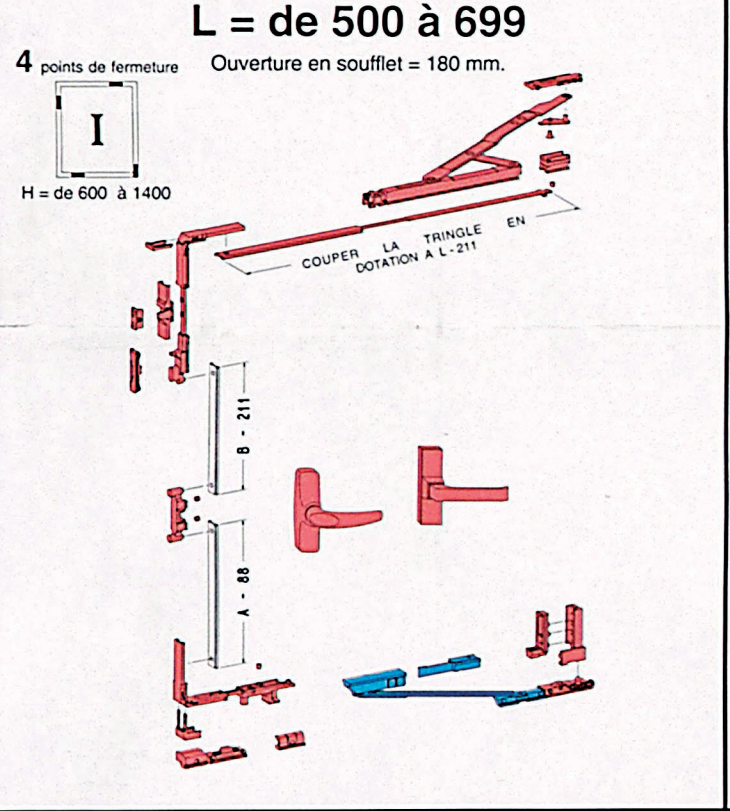 L = de 500 à 699
4 points de fermeture
Ouverture en soufflet = 180 mm.
I
H = de 600 à 1400
COUPER LA TRINGLE EN
DOTATION A L-211
B - 211
A - 88